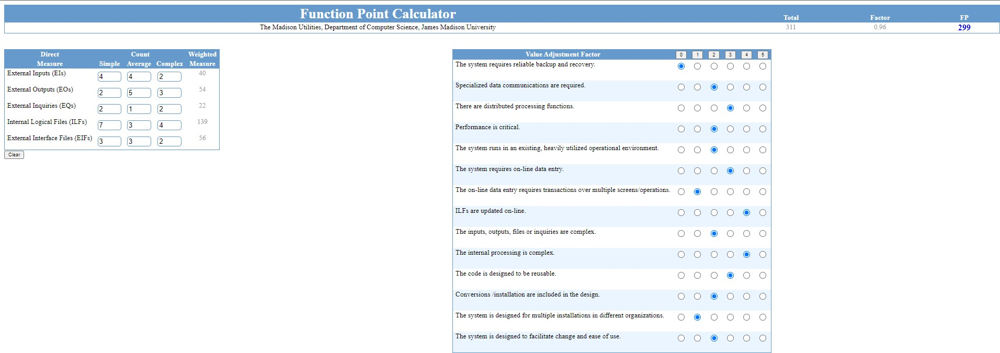 Function Point Calculator
The Madison Utilities, Department of Computer Science, James Madison University
Total Factor FP
311 0.96 299
Direct Count Weighted
Measure Simple Average Complex Measure
External Inputs (EIs) 4 4 2 40
External Outputs (EOs) 2 5 3 54
External Inquiries (EQs) 2 1 2 22
Internal Logical Files (ILFs) 7 3 4 139
External Interface Files (EIFs) 3 3 2 56
Clear
Value Adjustment Factor 0 1 2 3 4 5
The system requires reliable backup and recovery.
Specialized data communications are required.
There are distributed processing functions.
Performance is critical.
The system runs in an existing, heavily utilized operational environment.
The system requires on-line data entry.
The on-line data entry requires transactions over multiple screens/operations.
ILFs are updated on-line.
The inputs, outputs, files or inquiries are complex.
The internal processing is complex.
The code is designed to be reusable.
Conversions /installation are included in the design.
The system is designed for multiple installations in different organizations.
The system is designed to facilitate change and ease of use.